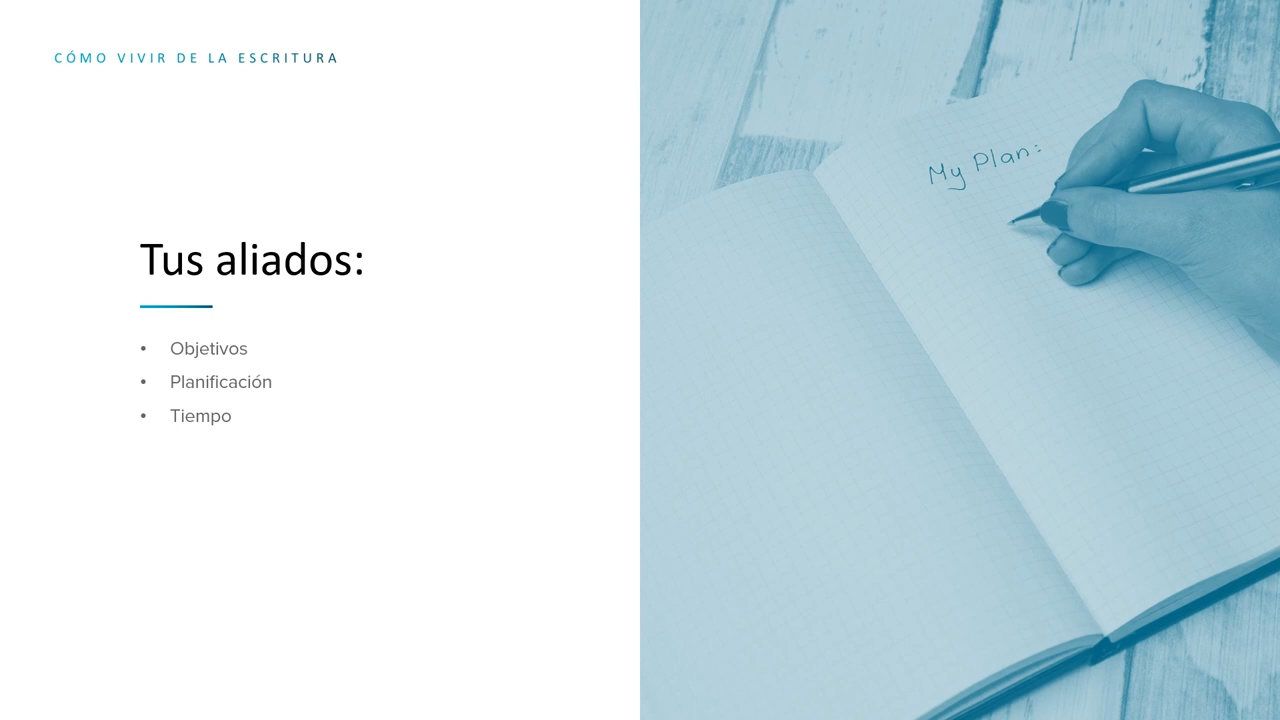 CÓMO VIVIR DE LA ESCRITURA
Tus aliados:
• Objetivos
• Planificación
• Tiempo
My Plan: